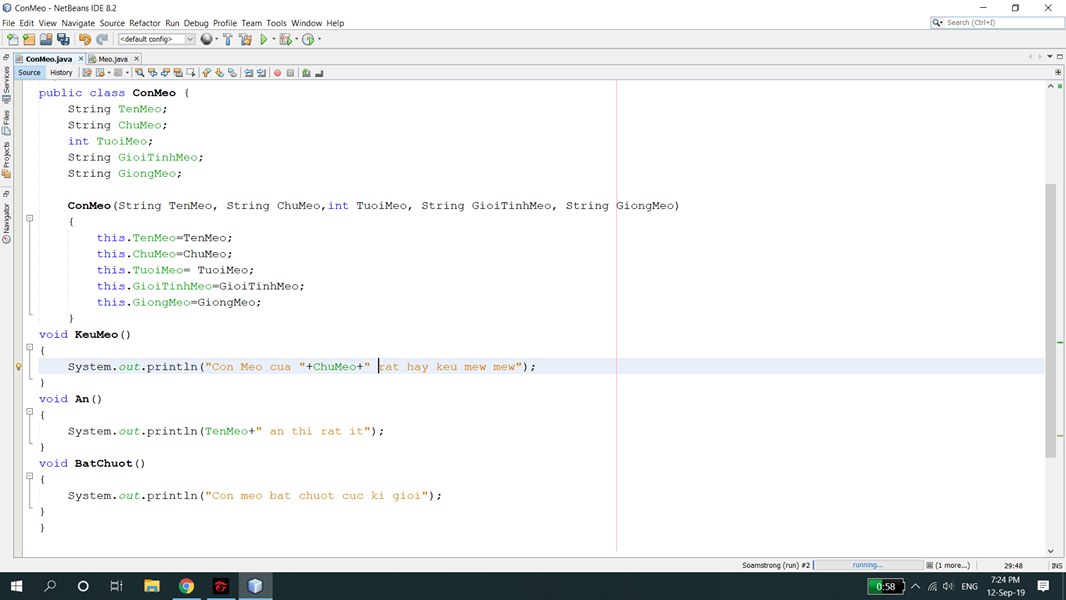 ConMeo - NetBeans IDE 8.2
File Edit View Navigate Source Refactor Run Debug Profile Team Tools Window Help
Search (Ctrl+I)
<default config>
ConMeo.java Meo.java
Source History
Services
Files
Projects
Navigator
public class ConMeo {
String TenMeo;
String ChuMeo;
int TuoiMeo;
String GioiTinhMeo;
String GiongMeo;
ConMeo(String TenMeo, String ChuMeo,int TuoiMeo, String GioiTinhMeo, String GiongMeo)
{
this.TenMeo=TenMeo;
this.ChuMeo=ChuMeo;
this.TuoiMeo= TuoiMeo;
this.GioiTinhMeo=GioiTinhMeo;
this.GiongMeo=GiongMeo;
}
void KeuMeo()
{
System.out.println("Con Meo cua "+ChuMeo+" rat hay keu mew mew");
}
void An()
{
System.out.println(TenMeo+" an thi rat it");
}
void BatChuot()
{
System.out.println("Con meo bat chuot cuc ki gioi");
}
}
Soamstrong (run) #2 running... (1 more...) 29:48 INS
0:58 ENG 7:24 PM
12-Sep-19